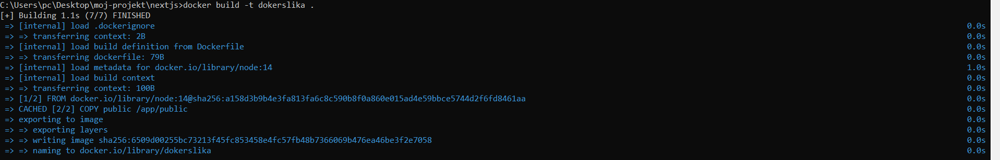 C:\Users\pc\Desktop\moj-projekt\nextjs>docker build -t dokerslika .
[+] Building 1.1s (7/7) FINISHED
=> [internal] load .dockerignore 0.0s
=> => transferring context: 2B 0.0s
=> [internal] load build definition from Dockerfile 0.0s
=> => transferring dockerfile: 79B 0.0s
=> [internal] load metadata for docker.io/library/node:14 1.0s
=> [internal] load build context 0.0s
=> => transferring context: 100B 0.0s
=> [1/2] FROM docker.io/library/node:14@sha256:a158d3b9b4e3fa813fa6c8c590b8f0a860e015ad4e59bbce5744d2f6fd8461aa 0.0s
=> CACHED [2/2] COPY public /app/public 0.0s
=> exporting to image 0.0s
=> => exporting layers 0.0s
=> => writing image sha256:6509d00255bc73213f45fc853458e4fc57fb48b7366069b476ea46be3f2e7058 0.0s
=> => naming to docker.io/library/dokerslika 0.0s